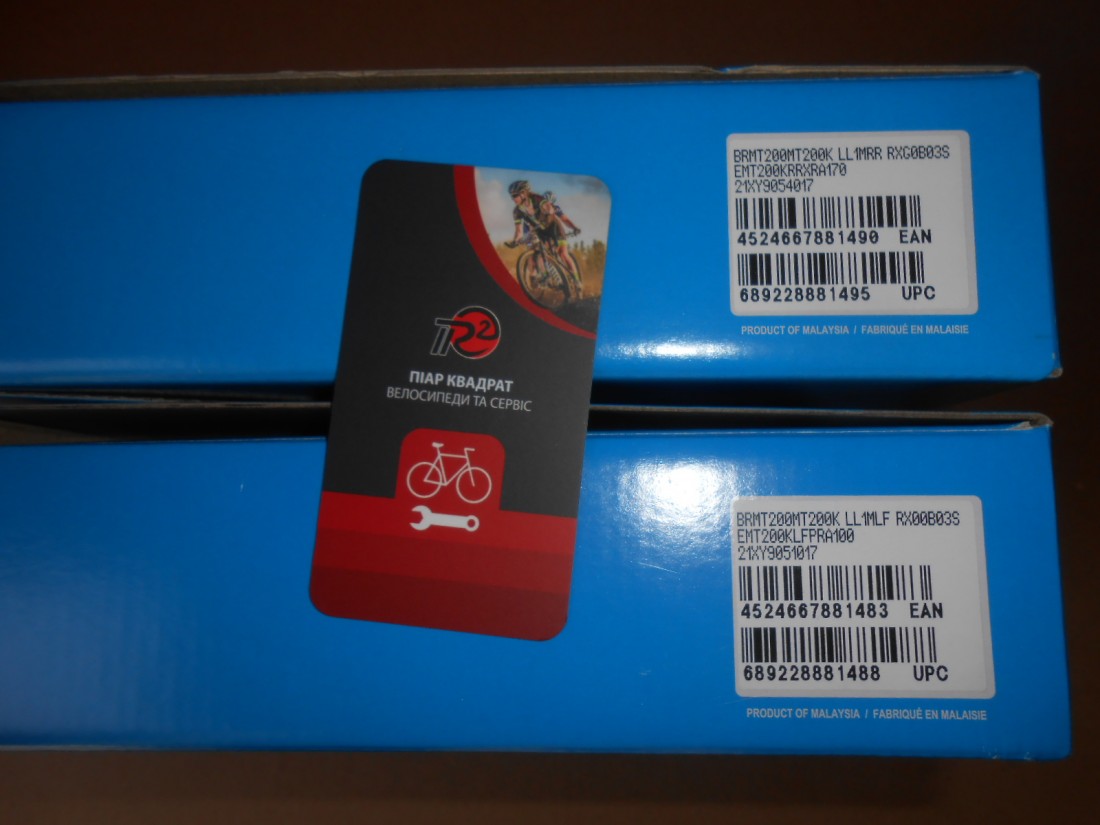 BRMT200MT200K LL1MRR RXG0B03S
EMT200KRRXRA170
21XY9054017
4524667881490 EAN
689228881495 UPC
PRODUCT OF MALAYSIA / FABRIQUÉ EN MALAISIE
ПІАР КВАДРАТ
ВЕЛОСИПЕДИ ТА СЕРВІС
BRMT200MT200K LL1MLF RX00B03S
EMT200KLFPRA100
21XY9051017
4524667881483 EAN
689228881488 UPC
PRODUCT OF MALAYSIA / FABRIQUÉ EN MALAISIE